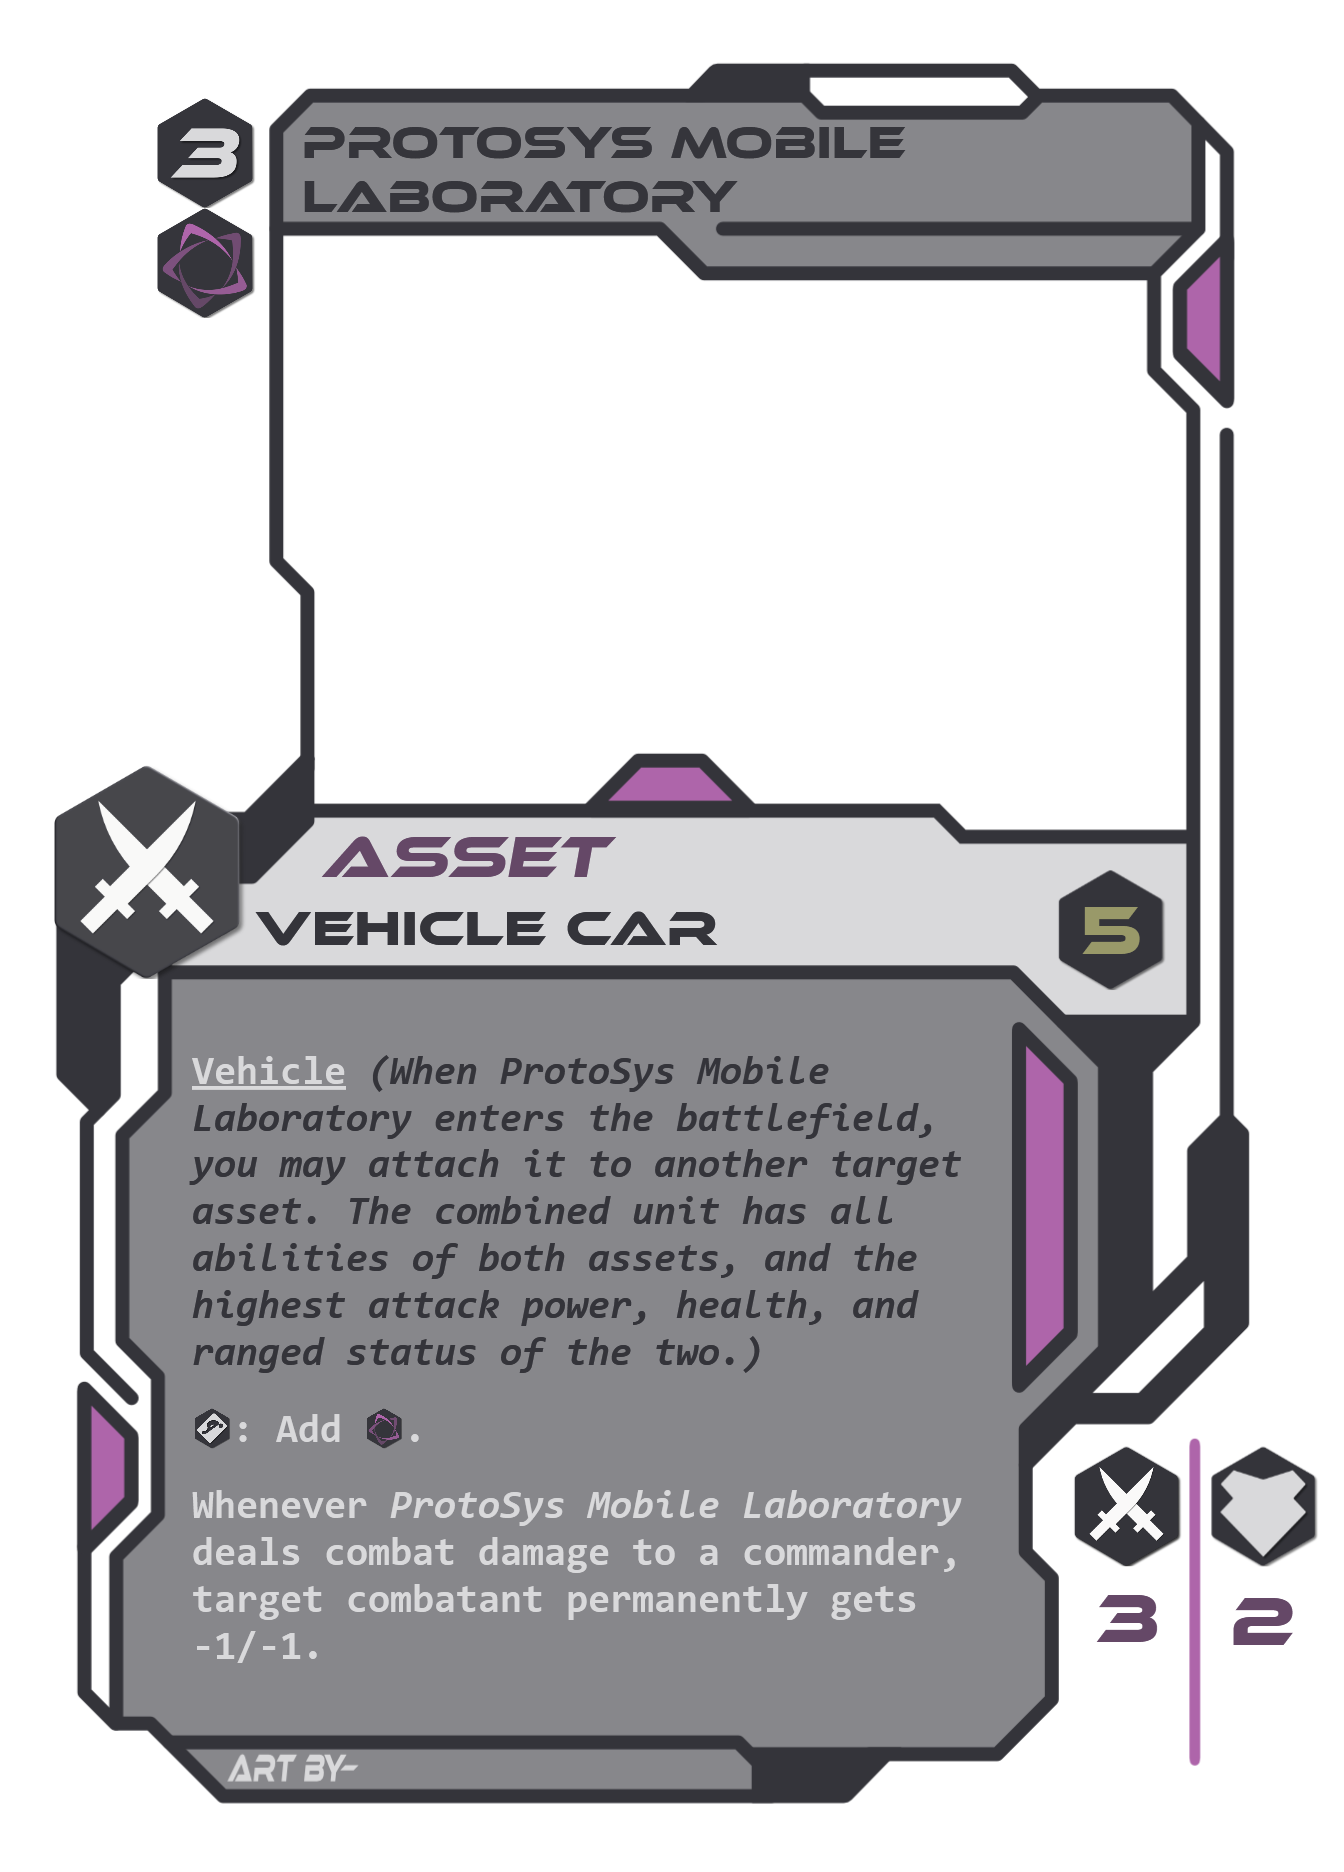 3
PROTOSYS MOBILE
LABORATORY
ASSET
VEHICLE CAR
5
Vehicle (When ProtoSys Mobile
Laboratory enters the battlefield,
you may attach it to another target
asset. The combined unit has all
abilities of both assets, and the
highest attack power, health, and
ranged status of the two.)
: Add .
Whenever ProtoSys Mobile Laboratory
deals combat damage to a commander,
target combatant permanently gets
-1/-1.
3
2
ART BY-